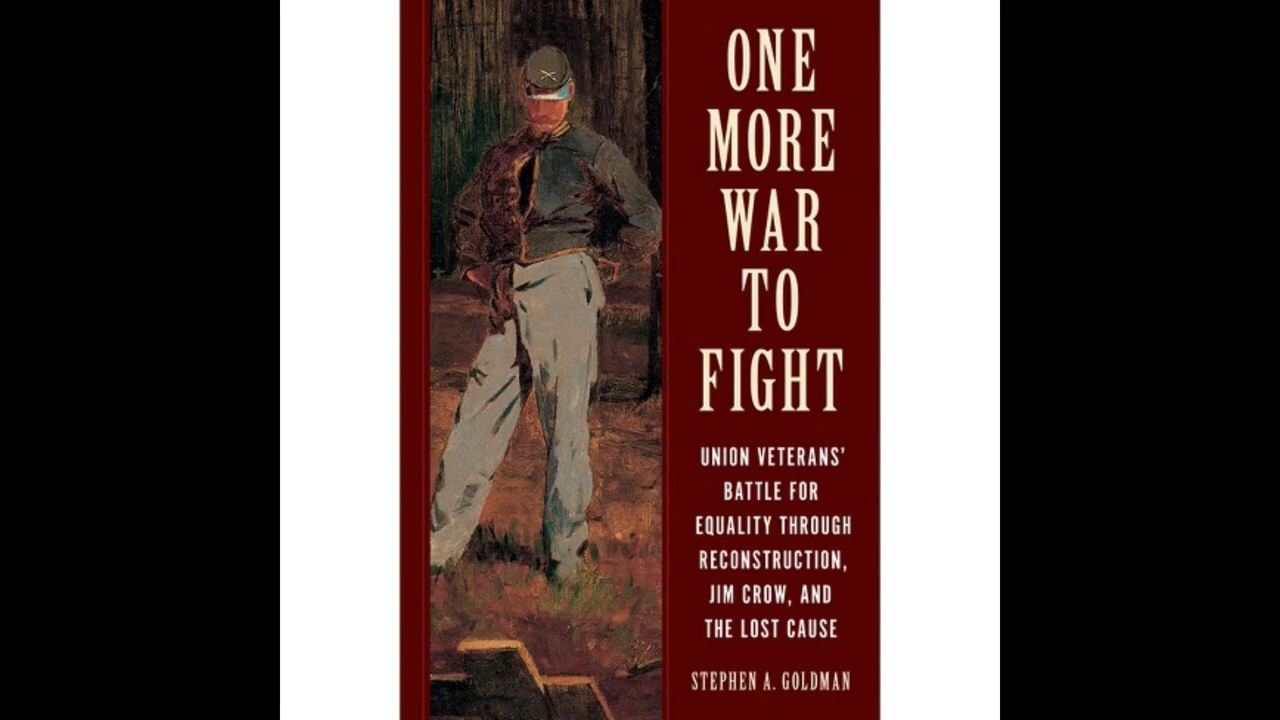 ONE
MORE
WAR
TO
FIGHT
UNION VETERANS’
BATTLE FOR
EQUALITY THROUGH
RECONSTRUCTION,
JIM CROW, AND
THE LOST CAUSE
STEPHEN A. GOLDMAN